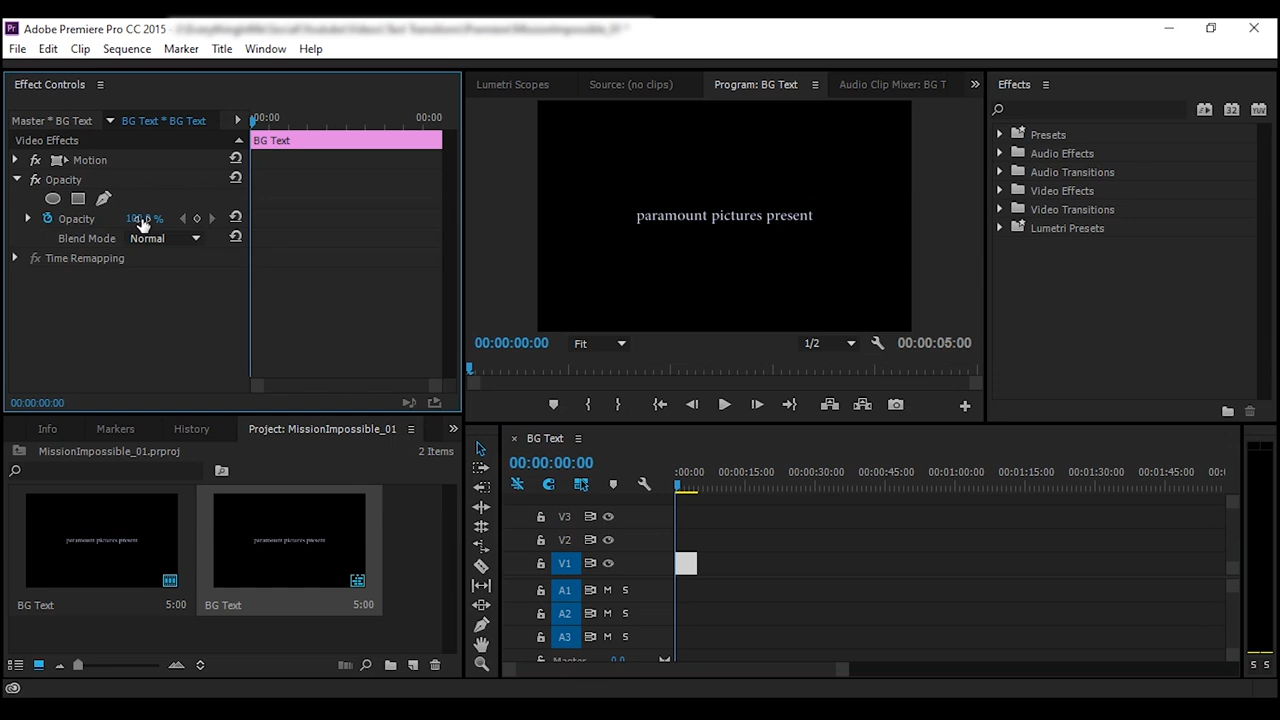 Adobe Premiere Pro CC 2015 -
File Edit Clip Sequence Marker Title Window Help
Effect Controls
Master * BG Text
BG Text * BG Text
:00:00
00:00
Video Effects
BG Text
fx Motion
fx Opacity
Opacity
100.0 %
Blend Mode
Normal
fx Time Remapping
00:00:00:00
Lumetri Scopes
Source: (no clips)
Program: BG Text
Audio Clip Mixer: BG T
paramount pictures present
00:00:00:00
Fit
1/2
00:00:05:00
Effects
32
YUV
Presets
Audio Effects
Audio Transitions
Video Effects
Video Transitions
Lumetri Presets
Info
Markers
History
Project: MissionImpossible_01
MissionImpossible_01.prproj
2 Items
paramount pictures present
paramount pictures present
BG Text
5:00
BG Text
5:00
BG Text
00:00:00:00
:00:00
00:00:15:00
00:00:30:00
00:00:45:00
00:01:00:00
00:01:15:00
00:01:30:00
00:01:45:00
00:0
V3
V2
V1
A1 M S
A2 M S
A3 M S
Master
0.0
S S